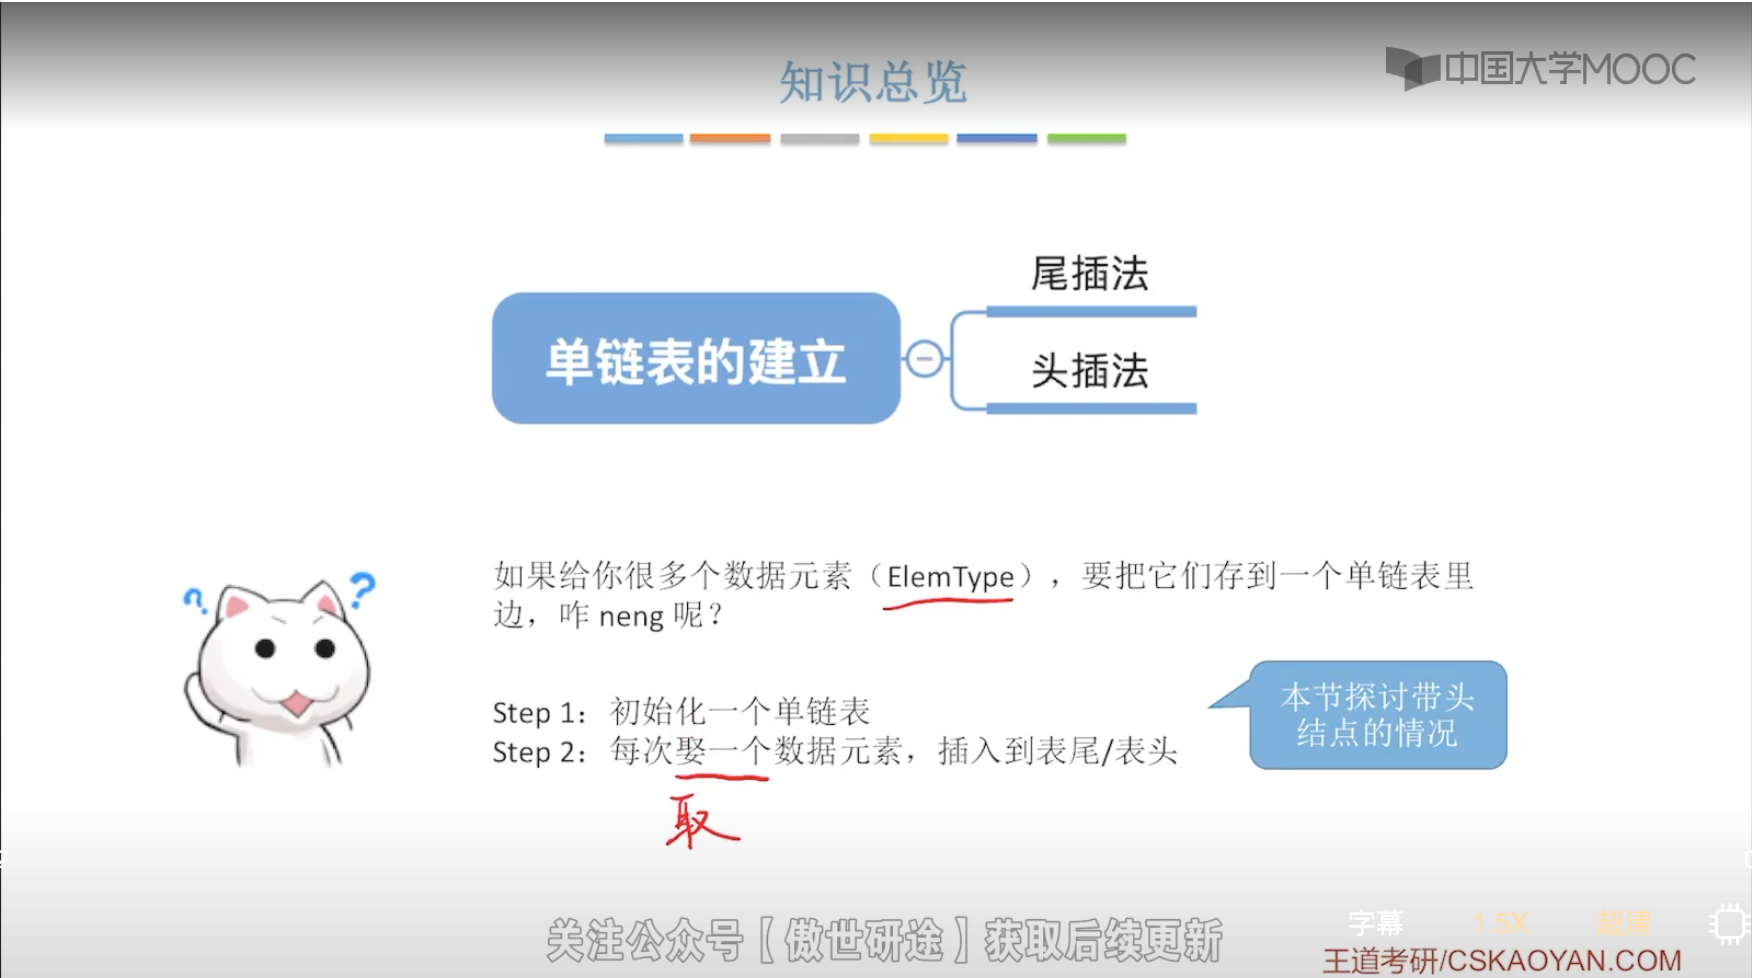 知识总览
中国大学MOOC
尾插法
单链表的建立
头插法
如果给你很多个数据元素（ElemType），要把它们存到一个单链表里
边，咋 neng 呢？
Step 1：初始化一个单链表
Step 2：每次娶一个数据元素，插入到表尾/表头
取
本节探讨带头
结点的情况
?
?
关注公众号【傲世研途】获取后续更新
字幕
1.5X
超清
王道考研/CSKAOYAN.COM